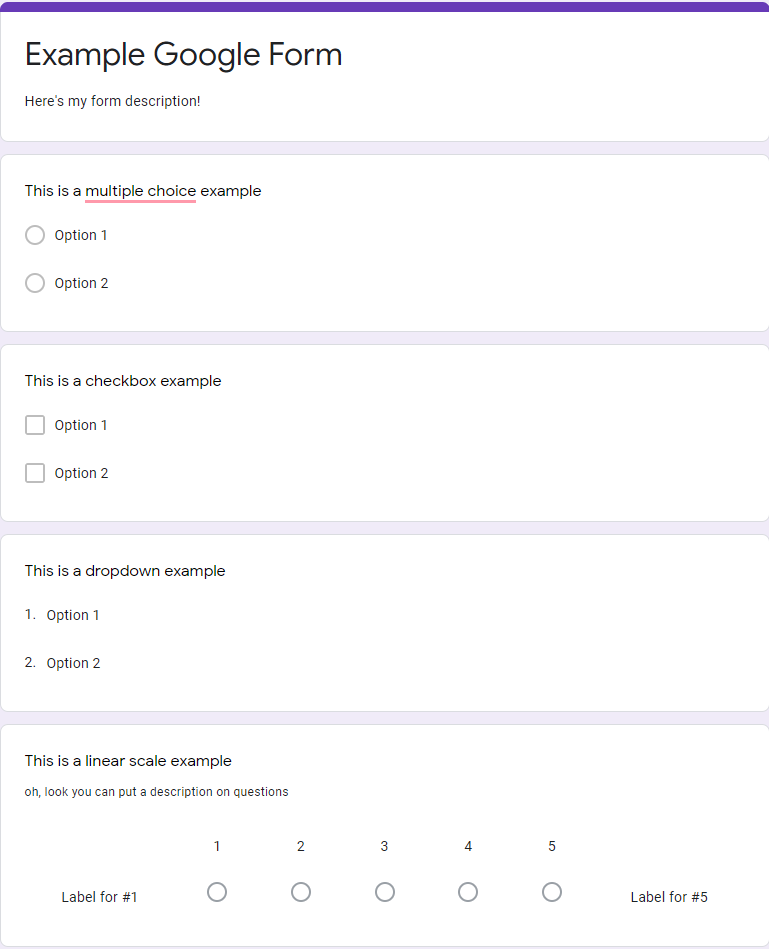 Example Google Form
Here's my form description!
This is a multiple choice example
Option 1
Option 2
This is a checkbox example
Option 1
Option 2
This is a dropdown example
1. Option 1
2. Option 2
This is a linear scale example
oh, look you can put a description on questions
1 2 3 4 5
Label for #1 Label for #5